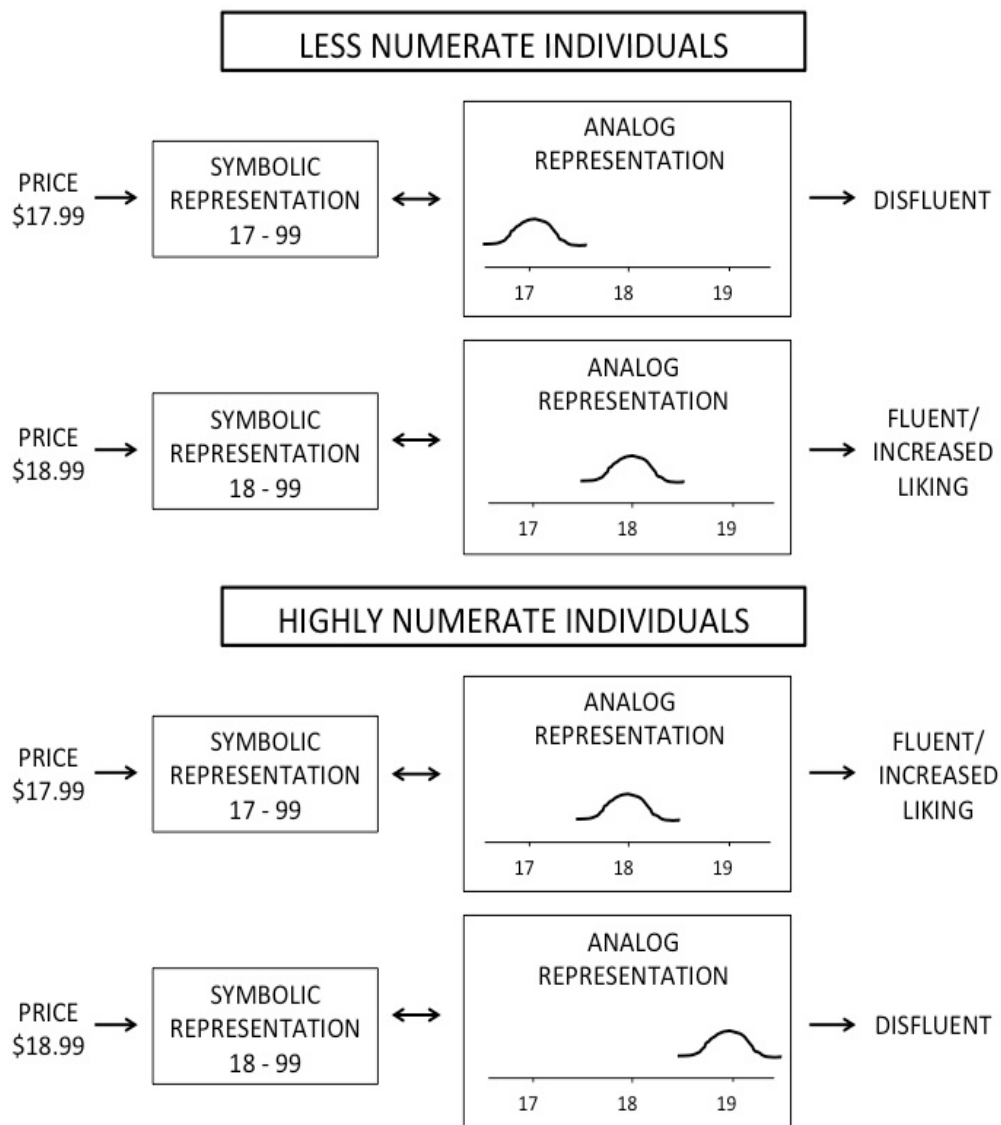 LESS NUMERATE INDIVIDUALS
PRICE
$17.99
SYMBOLIC
REPRESENTATION
17 - 99
ANALOG
REPRESENTATION
17 18 19
DISFLUENT
PRICE
$18.99
SYMBOLIC
REPRESENTATION
18 - 99
ANALOG
REPRESENTATION
17 18 19
FLUENT/
INCREASED
LIKING
HIGHLY NUMERATE INDIVIDUALS
PRICE
$17.99
SYMBOLIC
REPRESENTATION
17 - 99
ANALOG
REPRESENTATION
17 18 19
FLUENT/
INCREASED
LIKING
PRICE
$18.99
SYMBOLIC
REPRESENTATION
18 - 99
ANALOG
REPRESENTATION
17 18 19
DISFLUENT